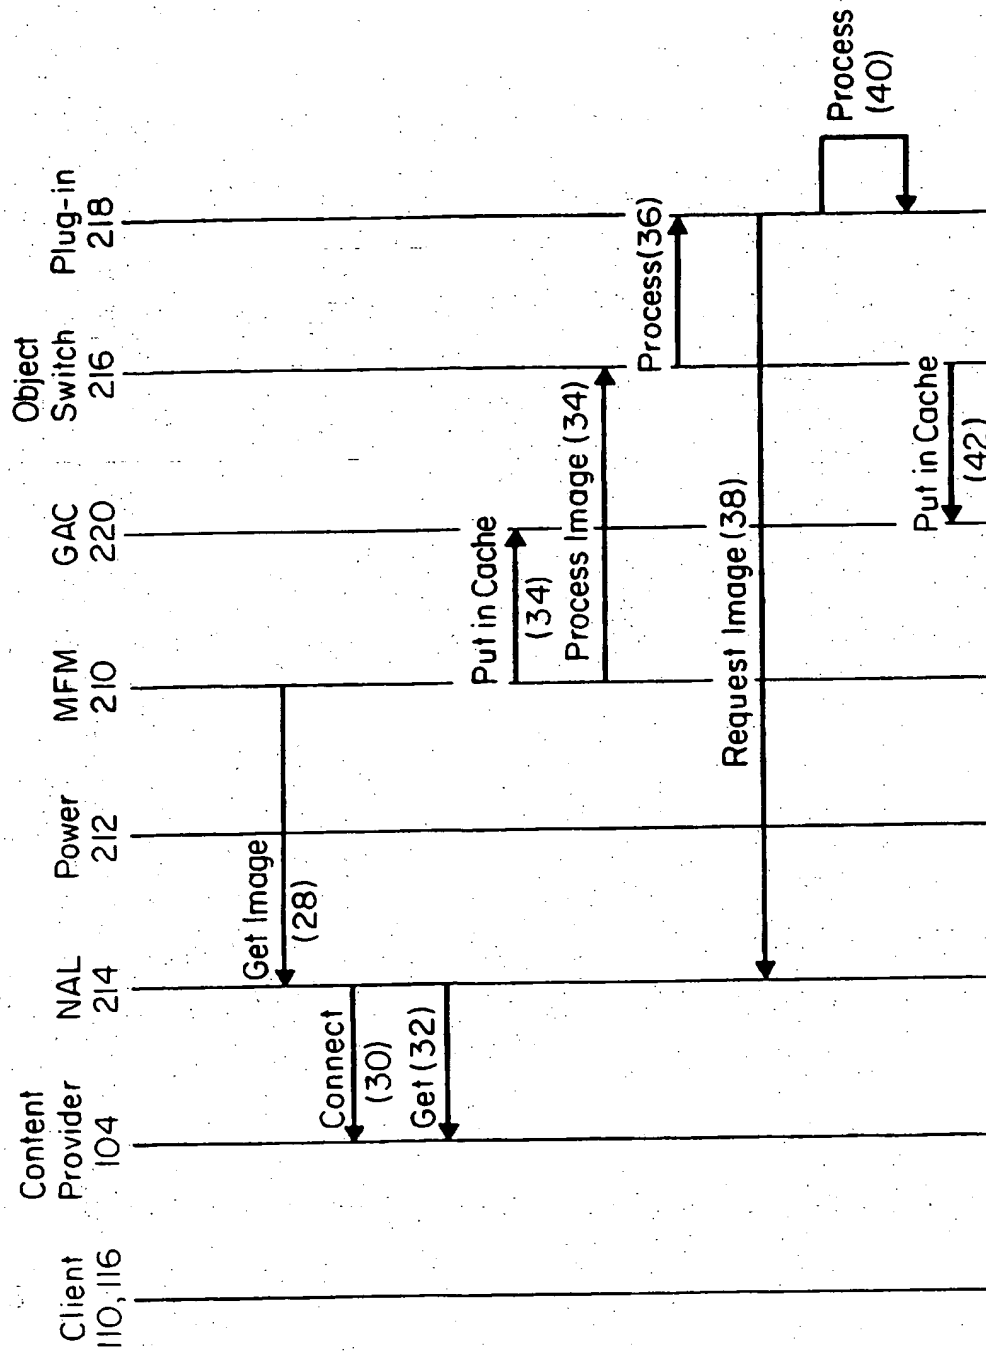 Client
110,116
Content
Provider
104
NAL
214
Power
212
MFM
210
GAC
220
Object
Switch
216
Plug-in
218
Get Image
(28)
Connect
(30)
Get (32)
Put in Cache
(34)
Process Image (34)
Process(36)
Request Image (38)
Process
(40)
Put in Cache
(42)